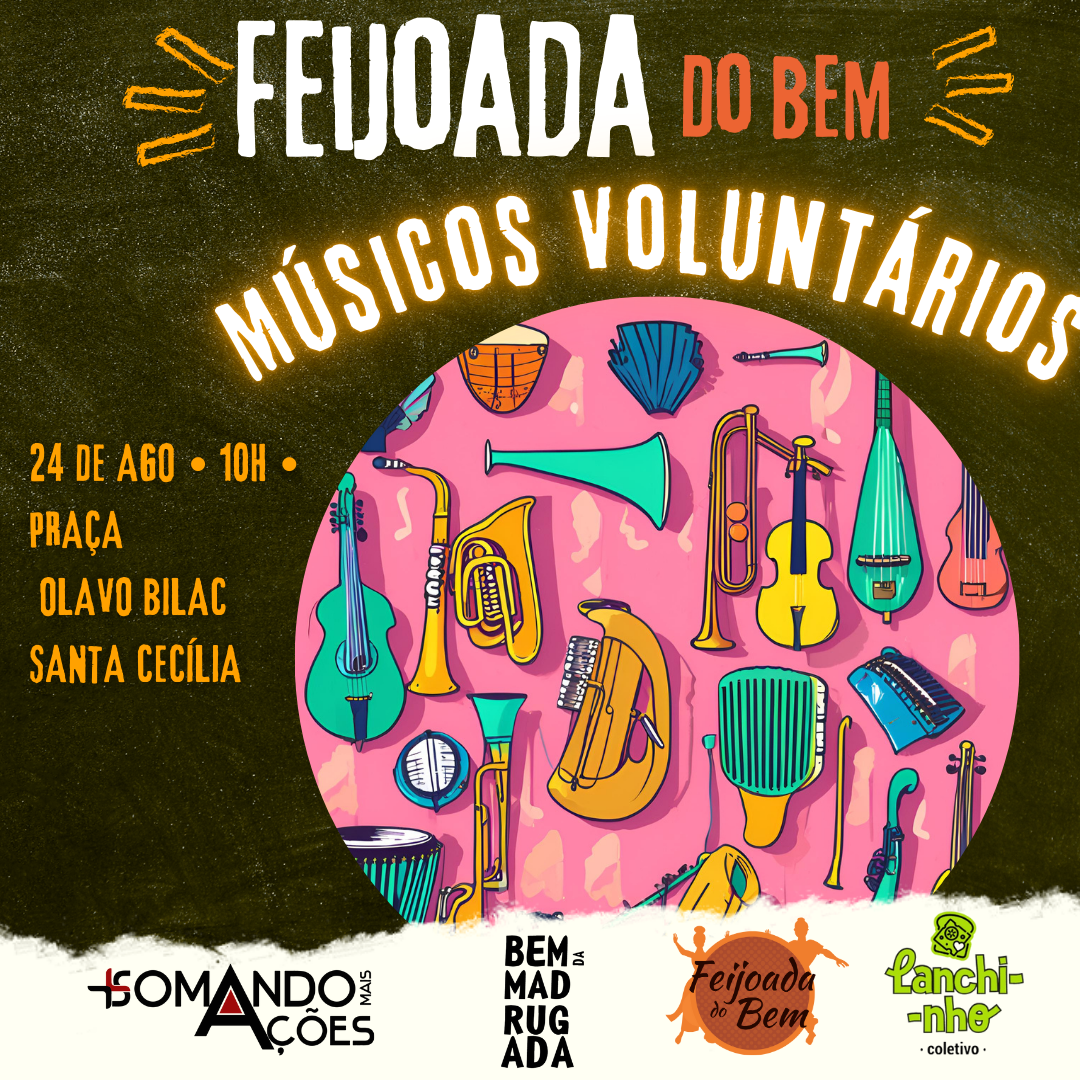 FEIJOADA DO BEM
MÚSICOS VOLUNTÁRIOS
24 DE AGO • 10H •
PRAÇA
OLAVO BILAC
SANTA CECÍLIA
+SOMANDO MAIS
AÇÕES
BEM DA
MAD
RUG
ADA
Feijoada
do Bem
Lanchi-
-nho
· coletivo ·